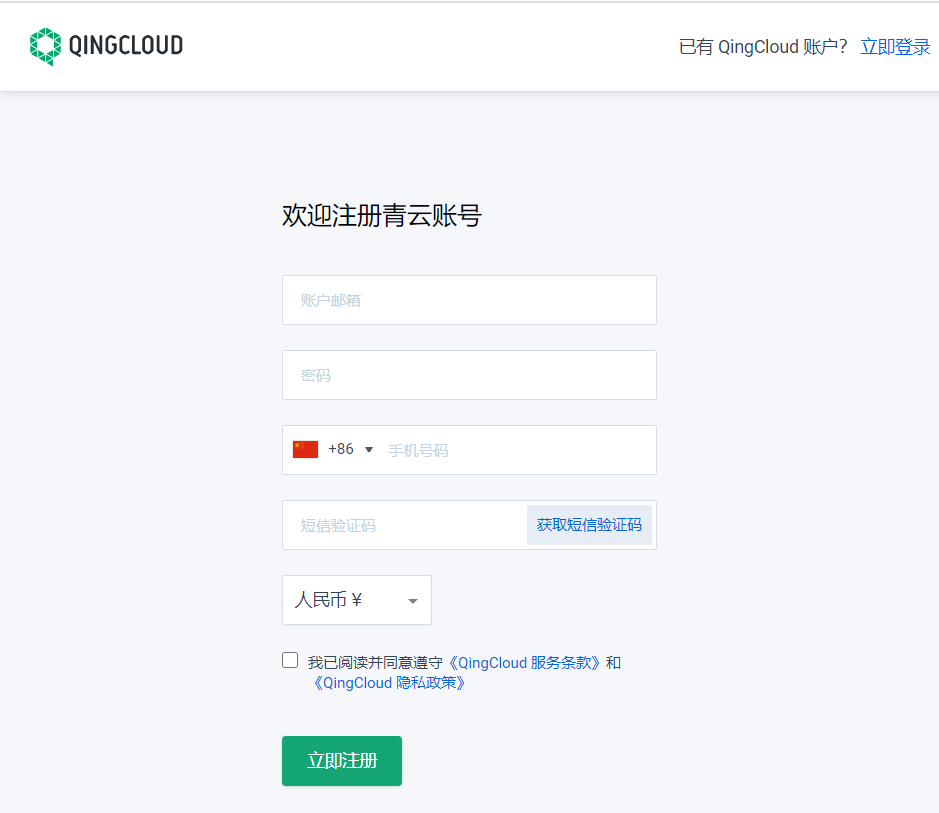 QINGCLOUD
已有 QingCloud 账户? 立即登录
欢迎注册青云账号
账户邮箱
密码
+86 手机号码
短信验证码 获取短信验证码
人民币 ¥
我已阅读并同意遵守《QingCloud 服务条款》和
《QingCloud 隐私政策》
立即注册